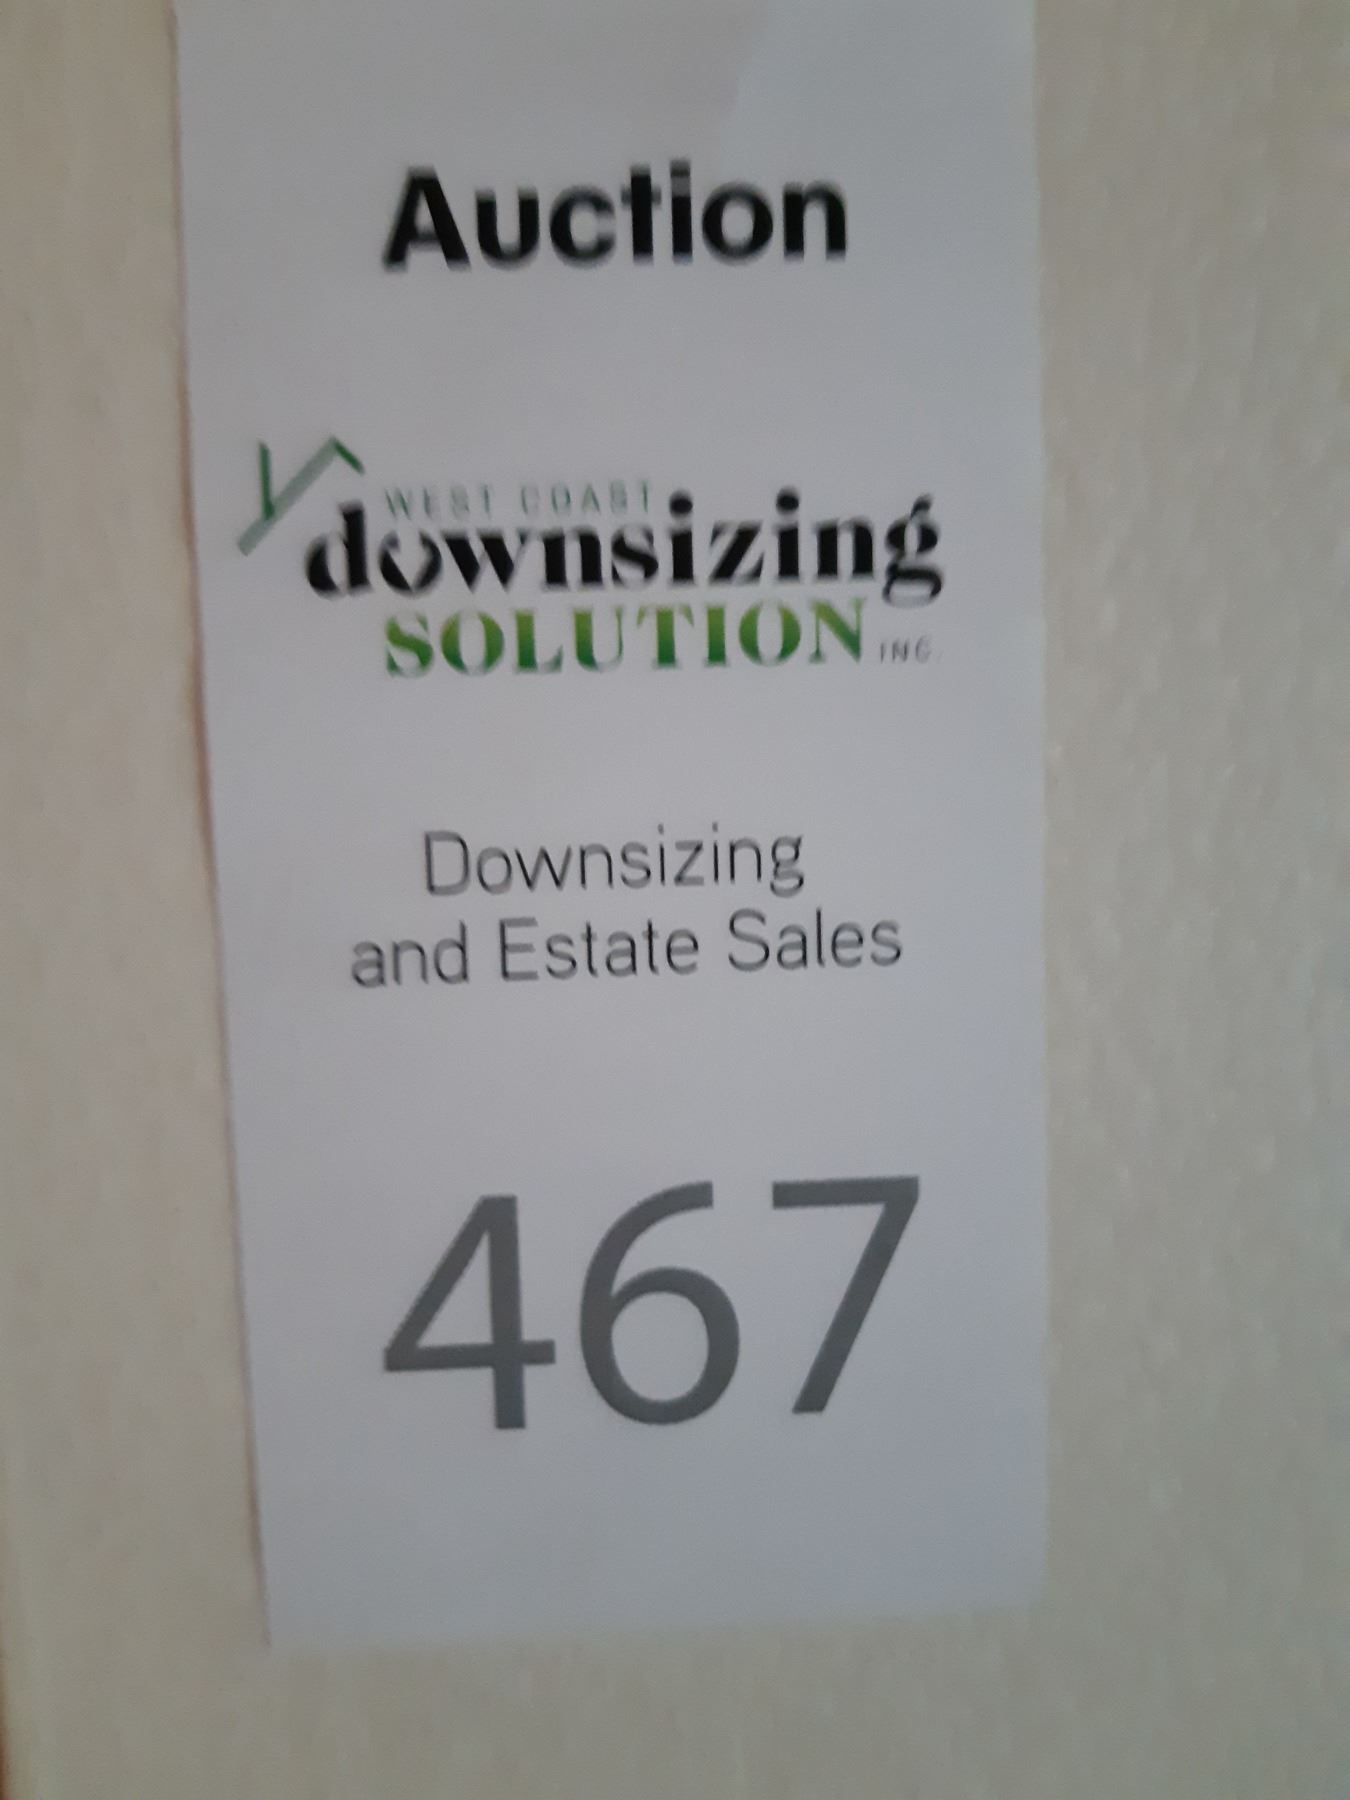 Auction
WEST COAST
downsizing
SOLUTION INC.
Downsizing
and Estate Sales
467